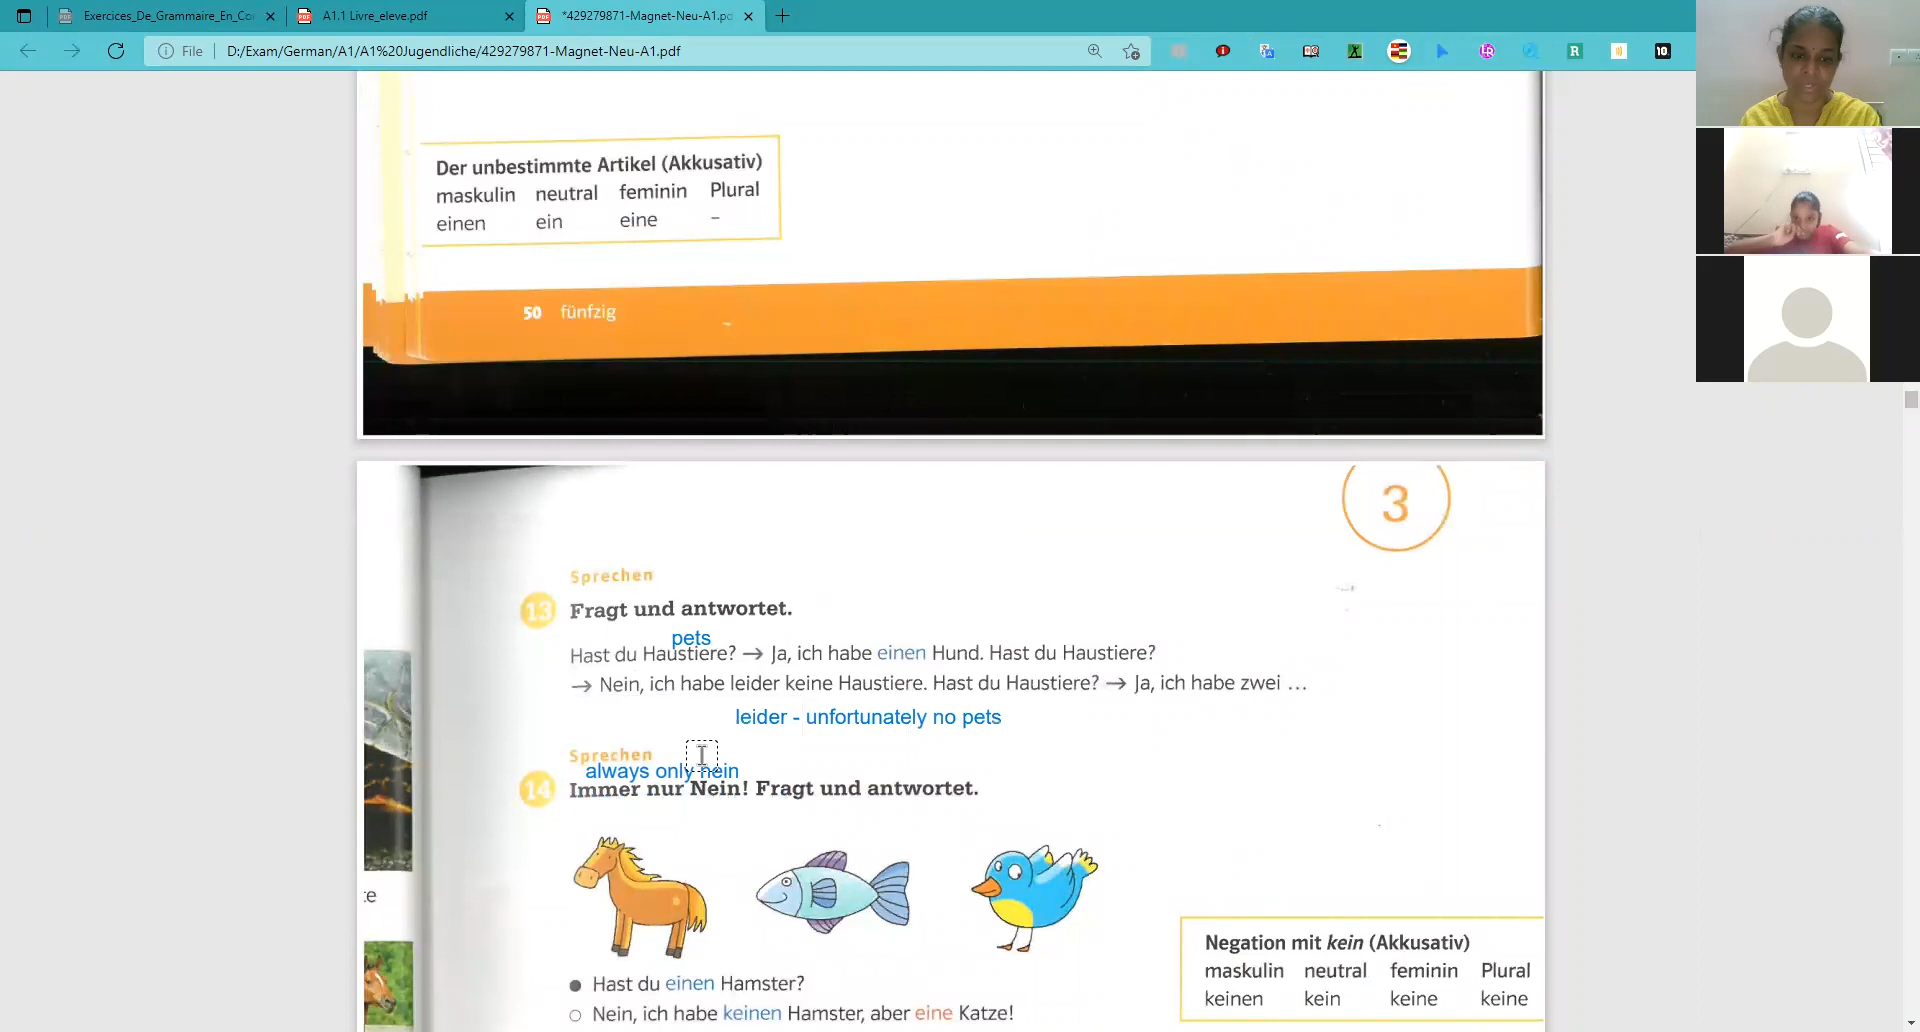 Exercices_De_Grammaire_En_Con
A1.1 Livre_eleve.pdf
*429279871-Magnet-Neu-A1.pd
File
D:/Exam/German/A1/A1%20Jugendliche/429279871-Magnet-Neu-A1.pdf
10
Der unbestimmte Artikel (Akkusativ)
maskulin neutral feminin Plural
einen ein eine –
50 fünfzig
3
Sprechen
13 Fragt und antwortet.
pets
Hast du Haustiere? → Ja, ich habe einen Hund. Hast du Haustiere?
→ Nein, ich habe leider keine Haustiere. Hast du Haustiere? → Ja, ich habe zwei …
leider - unfortunately no pets
Sprechen
always only nein
14 Immer nur Nein! Fragt und antwortet.
te
Negation mit kein (Akkusativ)
maskulin neutral feminin Plural
keinen kein keine keine
● Hast du einen Hamster?
○ Nein, ich habe keinen Hamster, aber eine Katze!